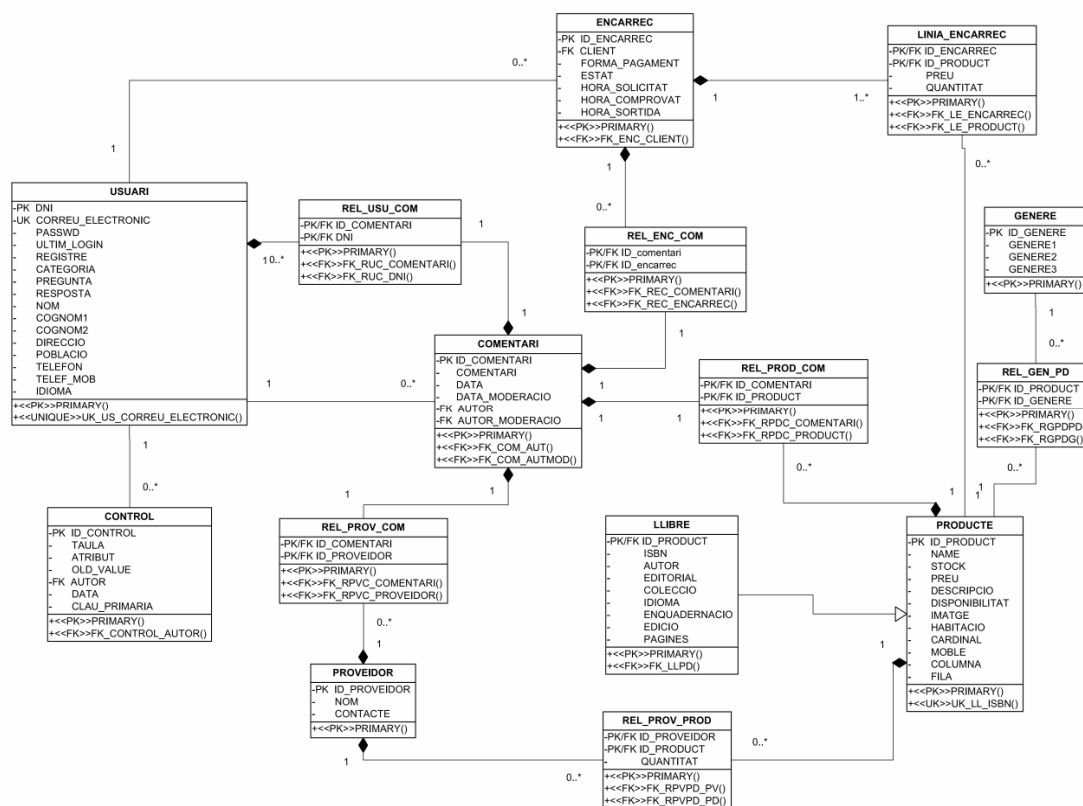 ENCARREC
-PK ID_ENCARREC
-FK CLIENT
- FORMA_PAGAMENT
- ESTAT
- HORA_SOLICITAT
- HORA_COMPROVAT
- HORA_SORTIDA
+<<PK>>PRIMARY()
+<<FK>>FK_ENC_CLIENT()
LINIA_ENCARREC
-PK/FK ID_ENCARREC
-PK/FK ID_PRODUCT
- PREU
- QUANTITAT
+<<PK>>PRIMARY()
+<<FK>>FK_LE_ENCARREC()
+<<FK>>FK_LE_PRODUCT()
0..*
1
1..*
1
1
0..*
0..*
USUARI
-PK DNI
-UK CORREU_ELECTRONIC
- PASSWD
- ULTIM_LOGIN
- REGISTRE
- CATEGORIA
- PREGUNTA
- RESPOSTA
- NOM
- COGNOM1
- COGNOM2
- DIRECCIO
- POBLACIO
- TELEFON
- TELEF_MOB
- IDIOMA
+<<PK>>PRIMARY()
+<<UNIQUE>>UK_US_CORREU_ELECTRONIC()
REL_USU_COM
-PK/FK ID_COMENTARI
-PK/FK DNI
+<<PK>>PRIMARY()
+<<FK>>FK_RUC_COMENTARI()
+<<FK>>FK_RUC_DNI()
1
0..*
1
1
REL_ENC_COM
-PK/FK ID_comentari
-PK/FK ID_encarrec
+<<PK>>PRIMARY()
+<<FK>>FK_REC_COMENTARI()
+<<FK>>FK_REC_ENCARREC()
1
1
GENERE
-PK ID_GENERE
- GENERE1
- GENERE2
- GENERE3
+<<PK>>PRIMARY()
1
0..*
COMENTARI
-PK ID_COMENTARI
- COMENTARI
- DATA
- DATA_MODERACIO
-FK AUTOR
-FK AUTOR_MODERACIO
+<<PK>>PRIMARY()
+<<FK>>FK_COM_AUT()
+<<FK>>FK_COM_AUTMOD()
1
0..*
1
1
REL_PROD_COM
-PK/FK ID_COMENTARI
-PK/FK ID_PRODUCT
+<<PK>>PRIMARY()
+<<FK>>FK_RPDC_COMENTARI()
+<<FK>>FK_RPDC_PRODUCT()
REL_GEN_PD
-PK/FK ID_PRODUCT
-PK/FK ID_GENERE
+<<PK>>PRIMARY()
+<<FK>>FK_RGPDPD(
+<<FK>>FK_RGPDG()
0..*
1
1
1
0..*
1
0..*
1
1
CONTROL
-PK ID_CONTROL
- TAULA
- ATRIBUT
- OLD_VALUE
-FK AUTOR
- DATA
- CLAU_PRIMARIA
+<<PK>>PRIMARY()
+<<FK>>FK_CONTROL_AUTOR()
REL_PROV_COM
-PK/FK ID_COMENTARI
-PK/FK ID_PROVEIDOR
+<<PK>>PRIMARY()
+<<FK>>FK_RPVC_COMENTARI()
+<<FK>>FK_RPVC_PROVEIDOR()
0..*
1
LLIBRE
-PK/FK ID_PRODUCT
- ISBN
- AUTOR
- EDITORIAL
- COLECCIO
- IDIOMA
- ENQUADERNACIO
- EDICIO
- PAGINES
+<<PK>>PRIMARY()
+<<FK>>FK_LLPD()
PRODUCTE
-PK ID_PRODUCT
- NAME
- STOCK
- PREU
- DESCRIPCIO
- DISPONIBILITAT
- IMATGE
- HABITACIO
- CARDINAL
- MOBLE
- COLUMNA
- FILA
+<<PK>>PRIMARY()
+<<UK>>UK_LL_ISBN()
1
PROVEIDOR
-PK ID_PROVEIDOR
- NOM
- CONTACTE
+<<PK>>PRIMARY()
1
0..*
REL_PROV_PROD
-PK/FK ID_PROVEIDOR
-PK/FK ID_PRODUCT
- QUANTITAT
+<<PK>>PRIMARY()
+<<FK>>FK_RPVPD_PV()
+<<FK>>FK_RPVPD_PD()
0..*